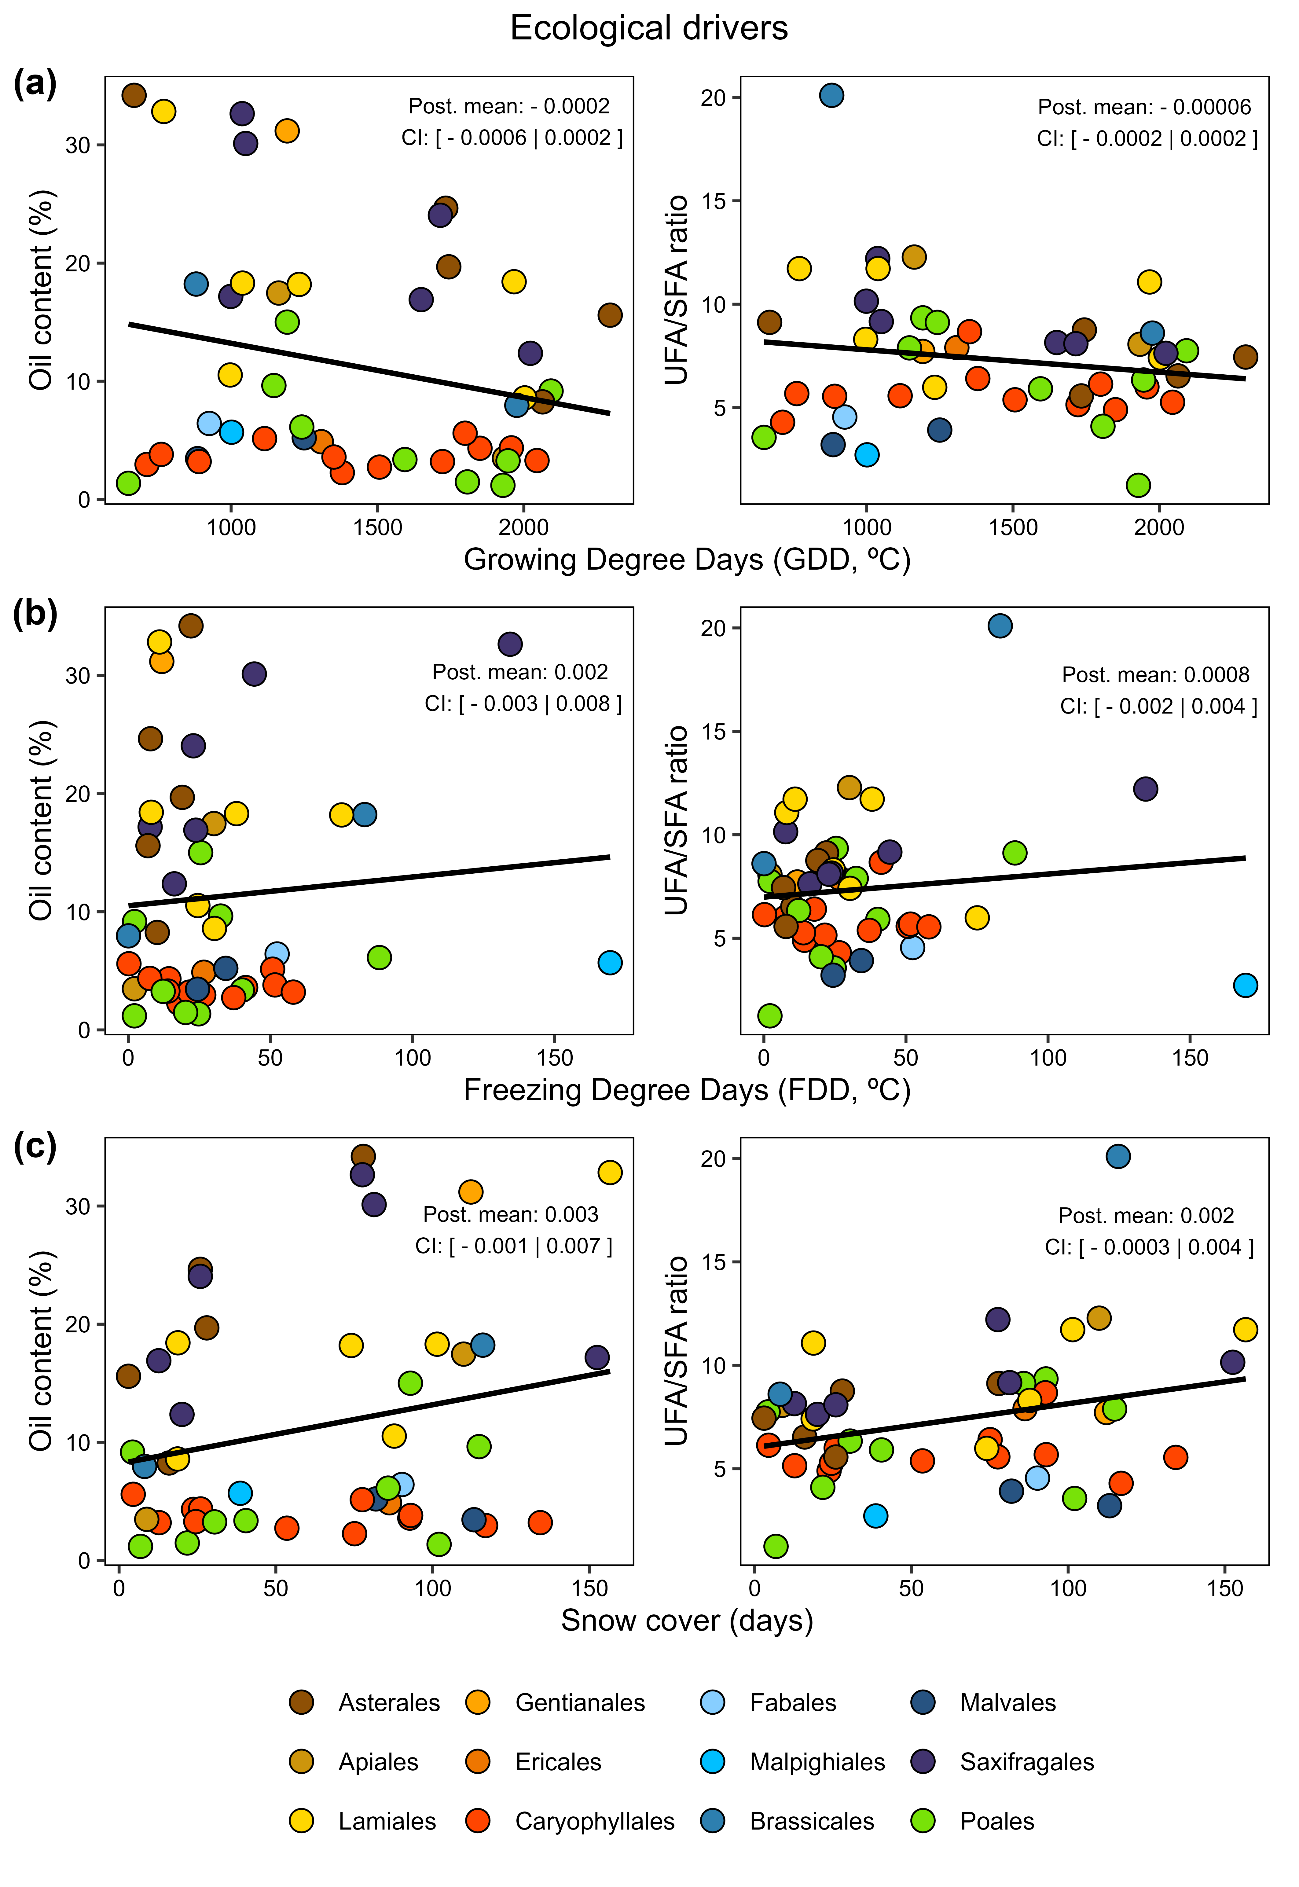 Ecological drivers
(a)
Post. mean: - 0.0002
CI: [ - 0.0006 | 0.0002 ]
Oil content (%)
30
20
10
0
1000 1500 2000
Post. mean: - 0.00006
CI: [ - 0.0002 | 0.0002 ]
UFA/SFA ratio
20
15
10
5
1000 1500 2000
Growing Degree Days (GDD, ºC)
(b)
Post. mean: 0.002
CI: [ - 0.003 | 0.008 ]
Oil content (%)
30
20
10
0
0 50 100 150
Post. mean: 0.0008
CI: [ - 0.002 | 0.004 ]
UFA/SFA ratio
20
15
10
5
0 50 100 150
Freezing Degree Days (FDD, ºC)
(c)
Post. mean: 0.003
CI: [ - 0.001 | 0.007 ]
Oil content (%)
30
20
10
0
0 50 100 150
Post. mean: 0.002
CI: [ - 0.0003 | 0.004 ]
UFA/SFA ratio
20
15
10
5
0 50 100 150
Snow cover (days)
Asterales Gentianales Fabales Malvales
Apiales Ericales Malpighiales Saxifragales
Lamiales Caryophyllales Brassicales Poales